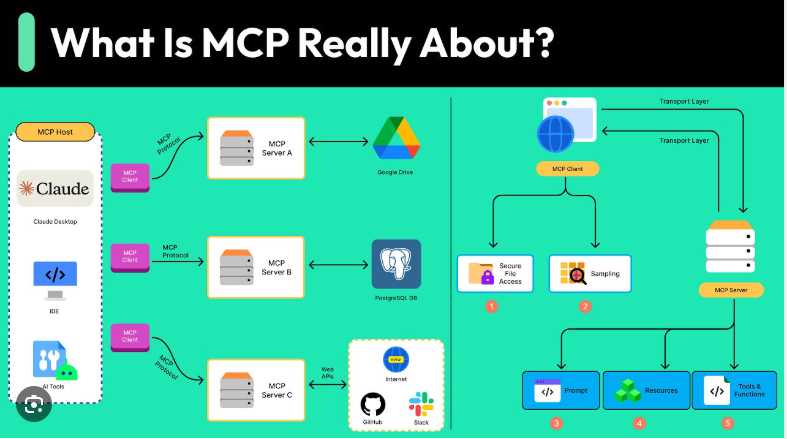 What Is MCP Really About?
MCP Host
Claude
Claude Desktop
IDE
AI Tools
MCP
Client
MCP
Protocol
MCP
Server A
Google Drive
MCP
Client
MCP
Protocol
MCP
Server B
PostgreSQL DB
MCP
Client
MCP
Protocol
MCP
Server C
Web
APIs
WWW
Internet
GitHub
Slack
Transport Layer
Transport Layer
MCP Client
Secure
File
Access
1
Sampling
2
MCP Server
Prompt
3
Resources
4
Tools &
Functions
5